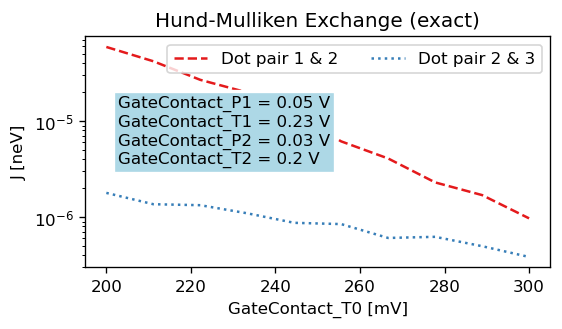 Hund-Mulliken Exchange (exact)
Dot pair 1 & 2
Dot pair 2 & 3
GateContact_P1 = 0.05 V
GateContact_T1 = 0.23 V
GateContact_P2 = 0.03 V
GateContact_T2 = 0.2 V
J [neV]
10⁻⁵
10⁻⁶
200 220 240 260 280 300
GateContact_T0 [mV]